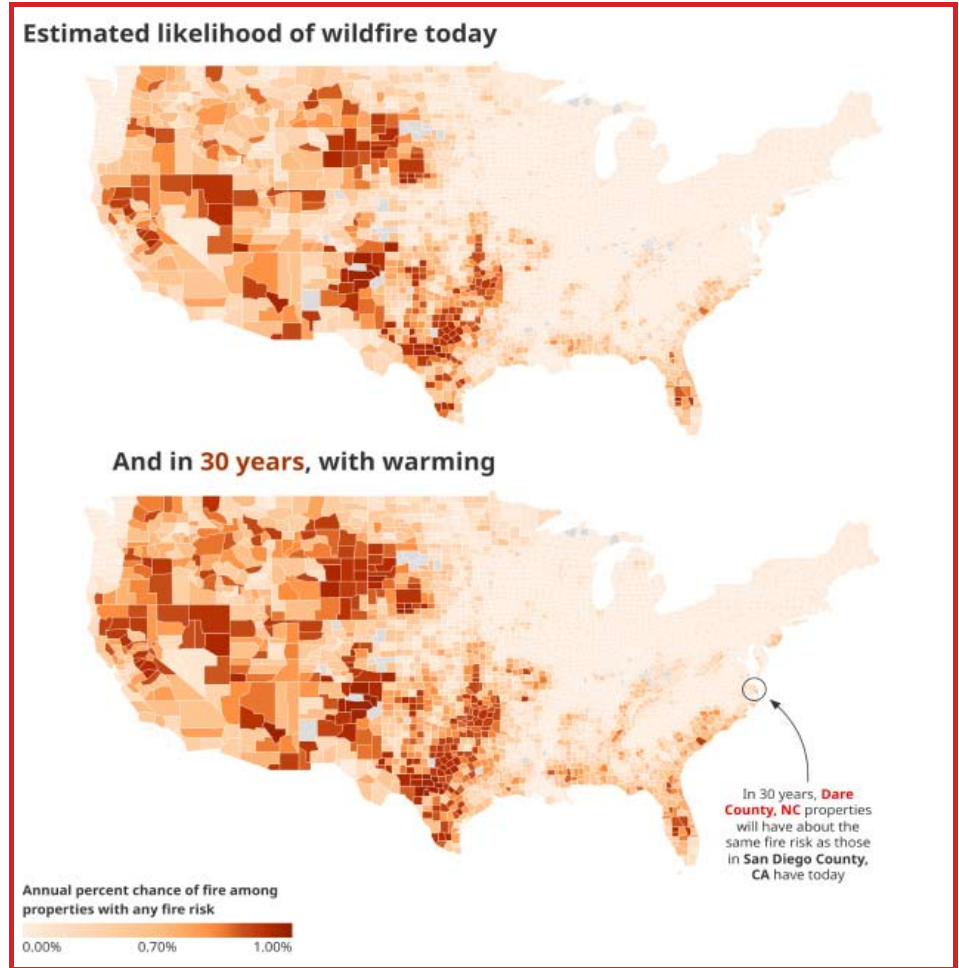 Estimated likelihood of wildfire today
And in 30 years, with warming
In 30 years, Dare
County, NC properties
will have about the
same fire risk as those
in San Diego County,
CA have today
Annual percent chance of fire among
properties with any fire risk
0.00% 0.70% 1.00%